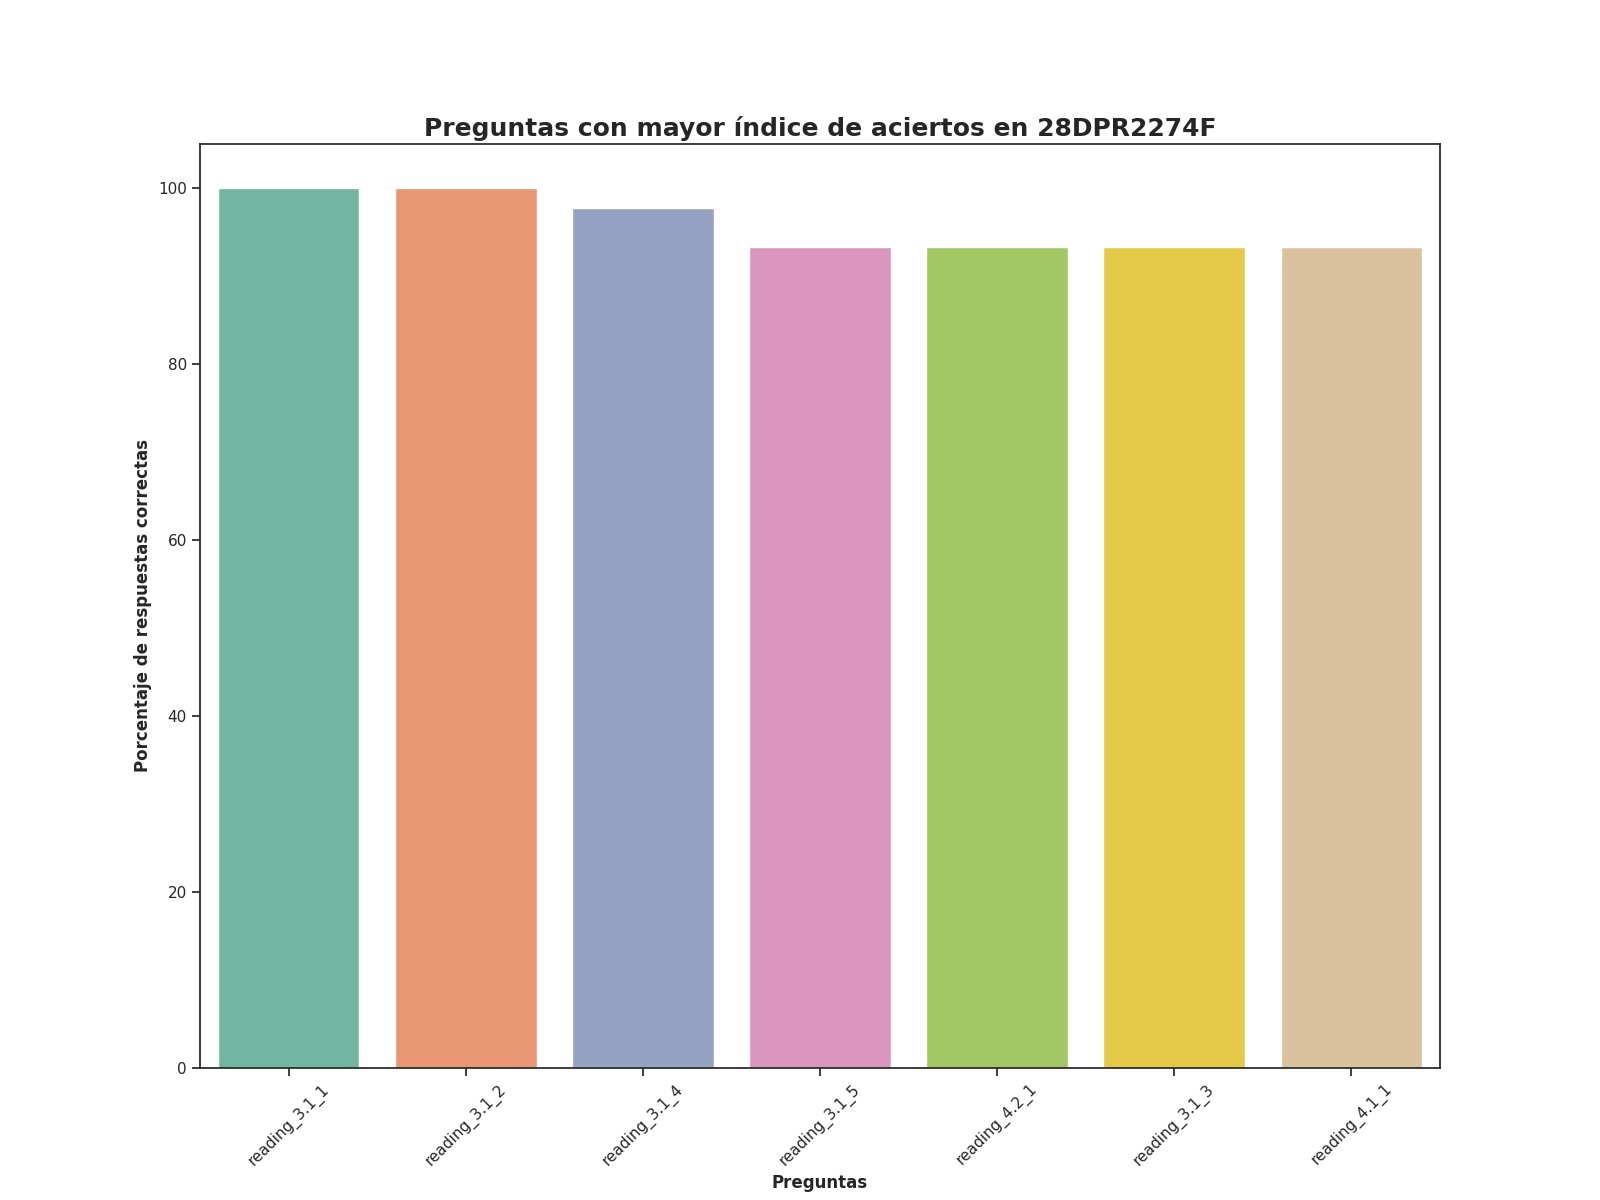 Preguntas con mayor índice de aciertos en 28DPR2274F
Porcentaje de respuestas correctas
100
80
60
40
20
0
reading_3.1_1
reading_3.1_2
reading_3.1_4
reading_3.1_5
reading_4.2_1
reading_3.1_3
reading_4.1_1
Preguntas